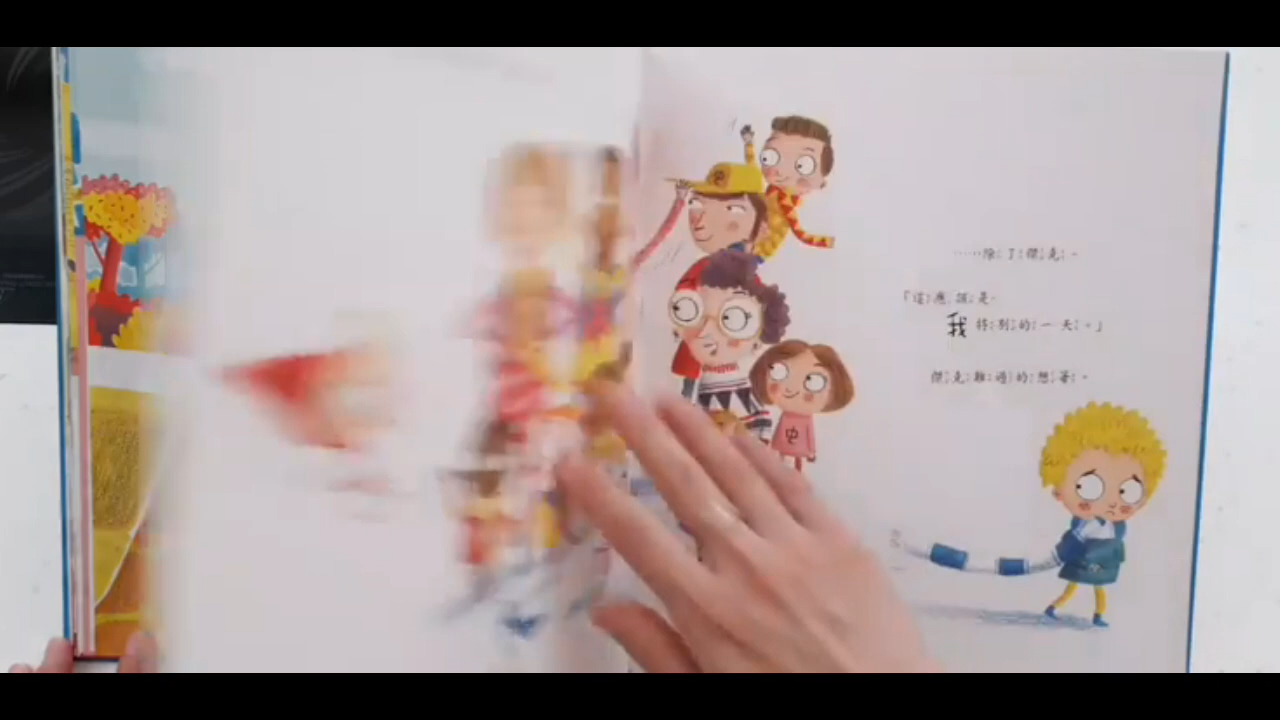 ……除了傑克。
「這應該是
我特別的一天。」
傑克難過的想著。